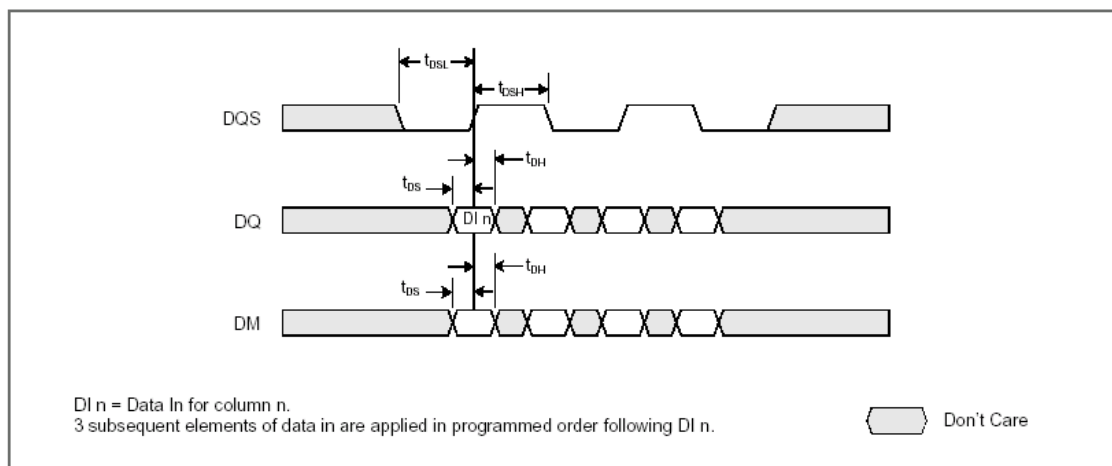 tDSL
tDSH
DQS
tDH
tDS
DQ
DI n
tDH
tDS
DM
DI n = Data In for column n.
3 subsequent elements of data in are applied in programmed order following DI n.
Don't Care